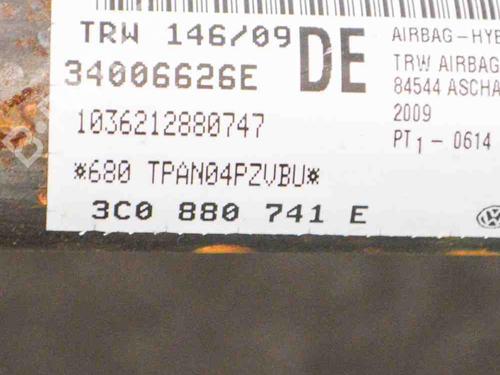 TRW 146/09
DE
34006626E
1036212880747
*680 TPAN04PZVBU*
3C0 880 741 E
AIRBAG-HYB
TRW AIRBAG
84544 ASCHA
2009
PT1- 0614